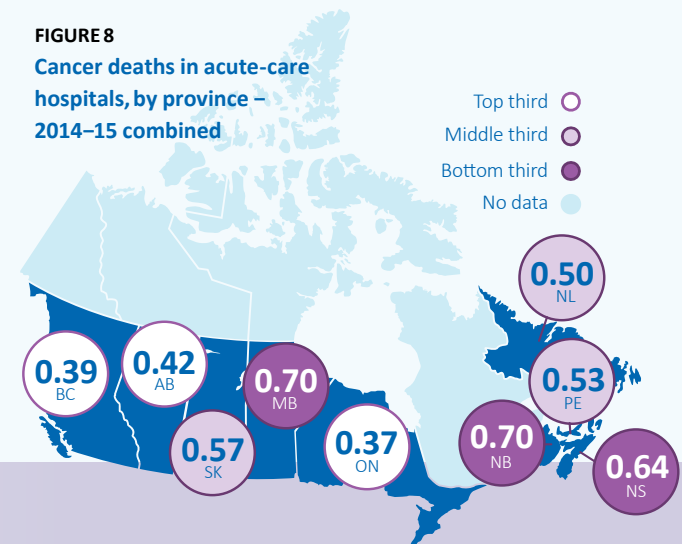 FIGURE 8
Cancer deaths in acute-care
hospitals, by province –
2014–15 combined
Top third
Middle third
Bottom third
No data
0.50
NL
0.39
BC
0.42
AB
0.70
MB
0.53
PE
0.57
SK
0.37
ON
0.70
NB
0.64
NS